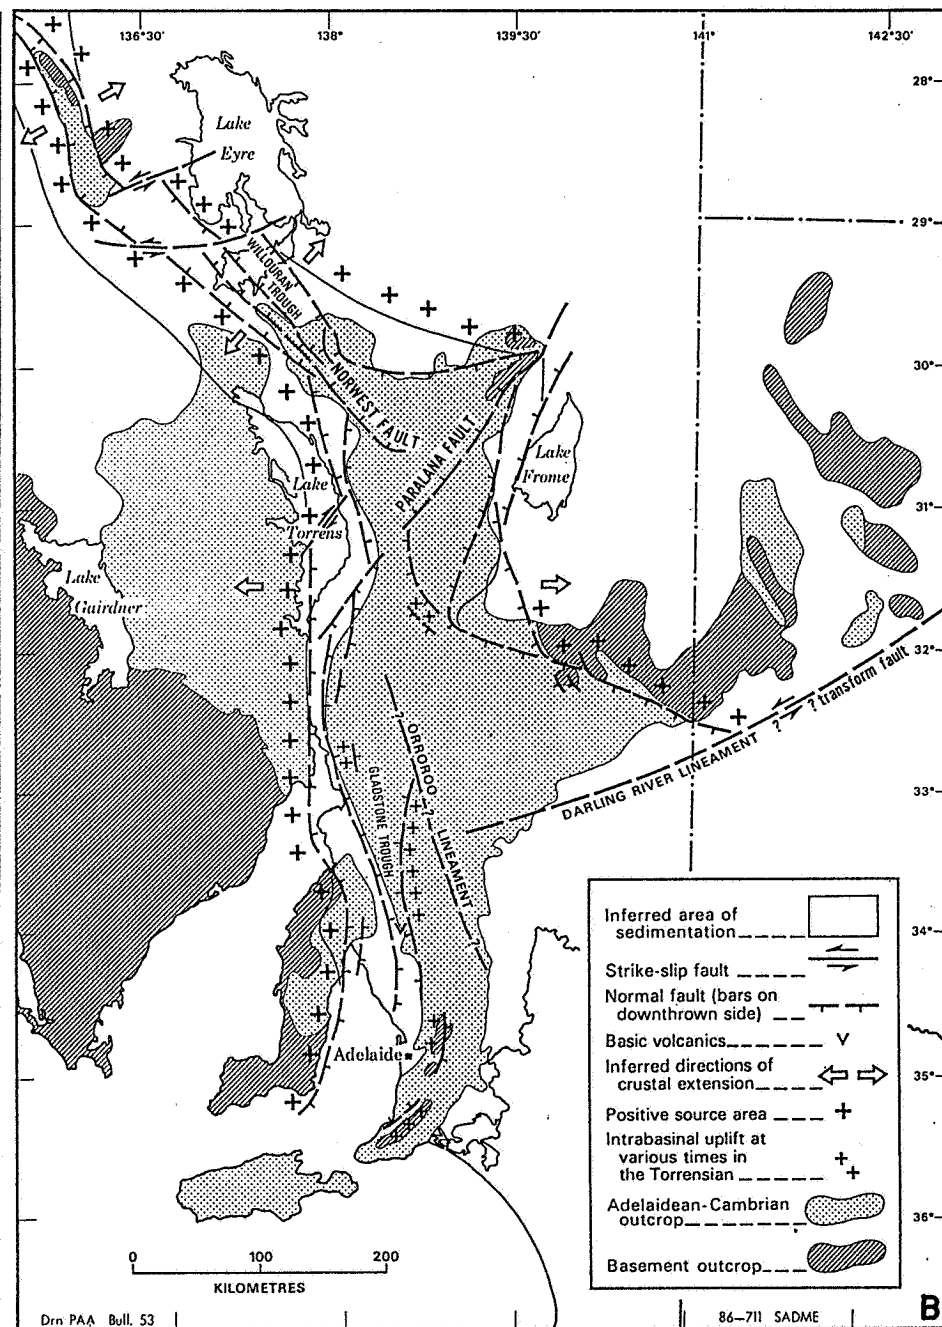 136°30'
138°
139°30'
141°
142°30'
28°
Lake
Eyre
29°
WILLOURAN
TROUGH
30°
NORWEST FAULT
PARALANA FAULT
Lake
Frome
Lake
Torrens
31°
Lake
Gairdner
32°
? transform fault
?
? ORROROO ? LINEAMENT ?
DARLING RIVER LINEAMENT
GLADSTONE TROUGH
33°
34°
Adelaide
35°
36°
Inferred area of
sedimentation
Strike-slip fault
Normal fault (bars on
downthrown side)
Basic volcanics
v
Inferred directions of
crustal extension
Positive source area
+
Intrabasinal uplift at
various times in
the Torrensian
+
+
Adelaidean-Cambrian
outcrop
Basement outcrop
0 100 200
KILOMETRES
Drn PAA Bull. 53
86-711 SADME
B